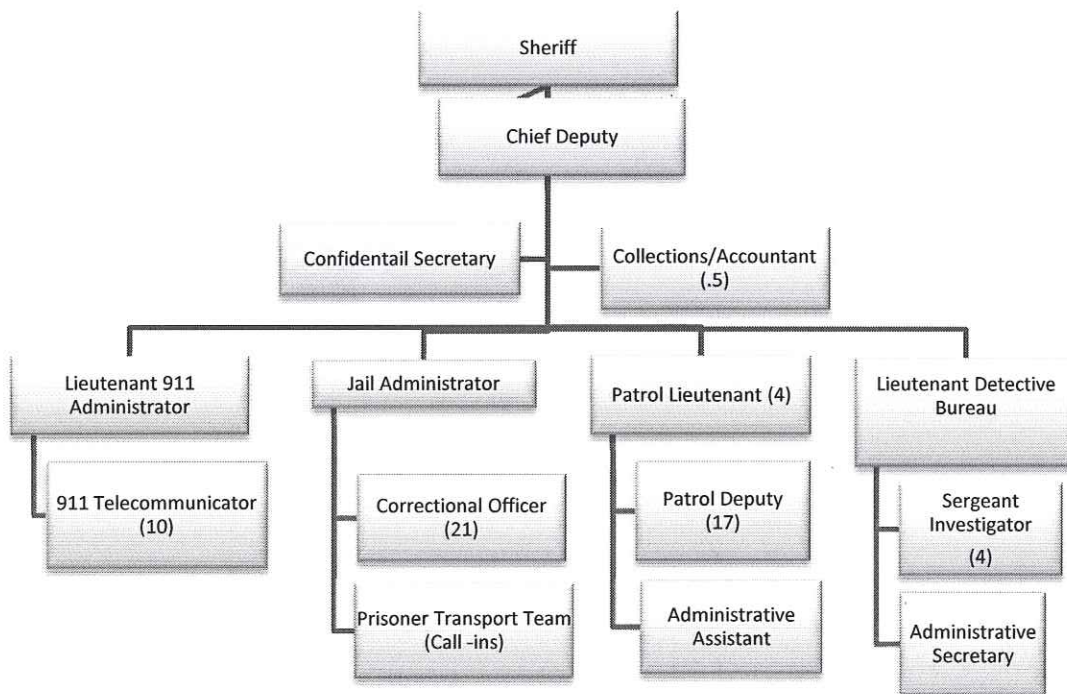 Sheriff
Chief Deputy
Confidentail Secretary
Collections/Accountant
(.5)
Lieutenant 911
Administrator
Jail Administrator
Patrol Lieutenant (4)
Lieutenant Detective
Bureau
911 Telecommunicator
(10)
Correctional Officer
(21)
Patrol Deputy
(17)
Sergeant
Investigator
(4)
Prisoner Transport Team
(Call -ins)
Administrative
Assistant
Administrative
Secretary